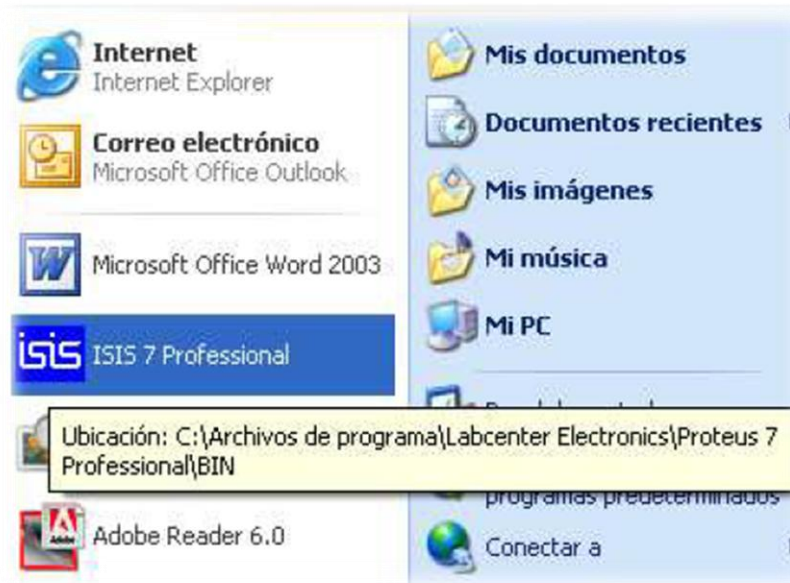 Internet
Internet Explorer
Correo electrónico
Microsoft Office Outlook
Microsoft Office Word 2003
isis ISIS 7 Professional
Ubicación: C:\Archivos de programa\Labcenter Electronics\Proteus 7
Professional\BIN
Adobe Reader 6.0
Mis documentos
Documentos recientes
Mis imágenes
Mi música
Mi PC
programas predeterminados
Conectar a